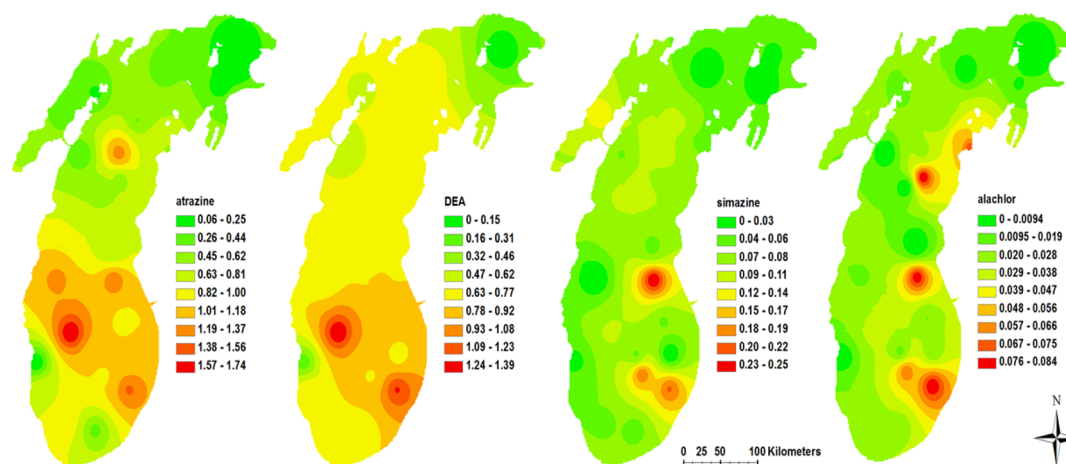 atrazine
0.06 - 0.25
0.26 - 0.44
0.45 - 0.62
0.63 - 0.81
0.82 - 1.00
1.01 - 1.18
1.19 - 1.37
1.38 - 1.56
1.57 - 1.74
DEA
0 - 0.15
0.16 - 0.31
0.32 - 0.46
0.47 - 0.62
0.63 - 0.77
0.78 - 0.92
0.93 - 1.08
1.09 - 1.23
1.24 - 1.39
simazine
0 - 0.03
0.04 - 0.06
0.07 - 0.08
0.09 - 0.11
0.12 - 0.14
0.15 - 0.17
0.18 - 0.19
0.20 - 0.22
0.23 - 0.25
alachlor
0 - 0.0094
0.0095 - 0.019
0.020 - 0.028
0.029 - 0.038
0.039 - 0.047
0.048 - 0.056
0.057 - 0.066
0.067 - 0.075
0.076 - 0.084
0 25 50 100 Kilometers
N